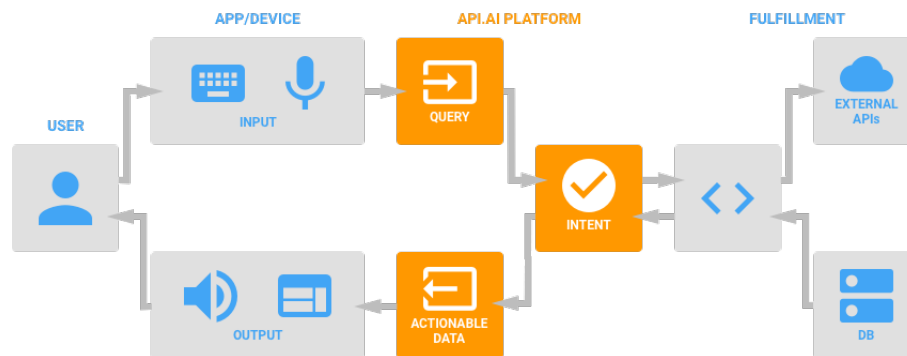 APP/DEVICE
API.AI PLATFORM
FULFILLMENT
INPUT
QUERY
EXTERNAL
APIs
USER
INTENT
OUTPUT
ACTIONABLE
DATA
DB